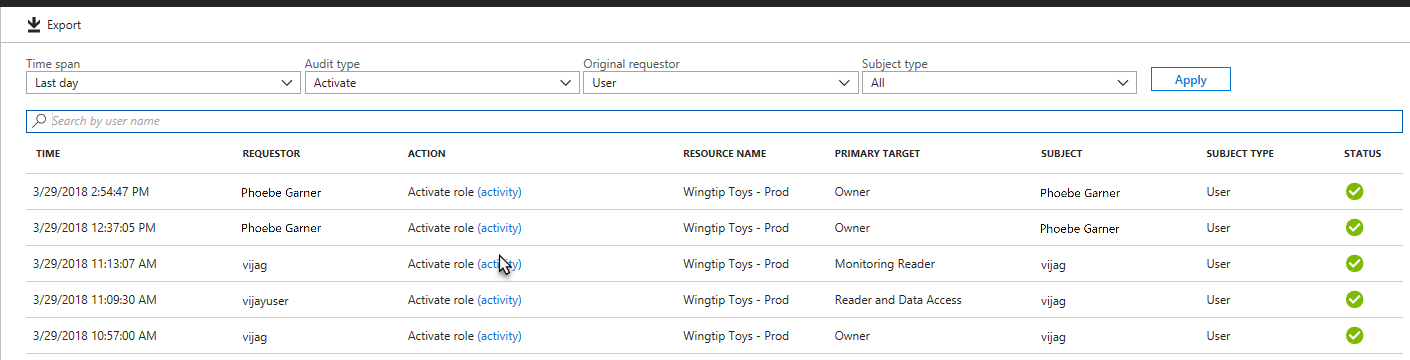 Export
Time span Audit type Original requestor Subject type
Last day Activate User All Apply
Search by user name
TIME REQUESTOR ACTION RESOURCE NAME PRIMARY TARGET SUBJECT SUBJECT TYPE STATUS
3/29/2018 2:54:47 PM Phoebe Garner Activate role (activity) Wingtip Toys - Prod Owner Phoebe Garner User
3/29/2018 12:37:05 PM Phoebe Garner Activate role (activity) Wingtip Toys - Prod Owner Phoebe Garner User
3/29/2018 11:13:07 AM vijag Activate role (activity) Wingtip Toys - Prod Monitoring Reader vijag User
3/29/2018 11:09:30 AM vijayuser Activate role (activity) Wingtip Toys - Prod Reader and Data Access vijag User
3/29/2018 10:57:00 AM vijag Activate role (activity) Wingtip Toys - Prod Owner vijag User